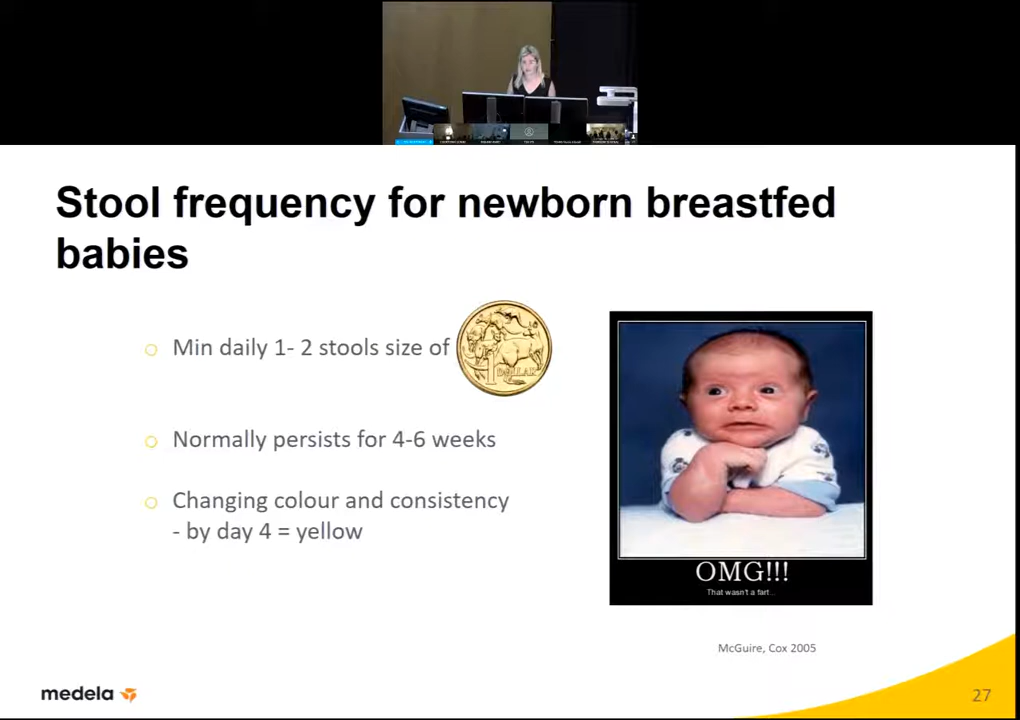 Stool frequency for newborn breastfed
babies
Min daily 1- 2 stools size of
1 DOLLAR
Normally persists for 4-6 weeks
Changing colour and consistency
- by day 4 = yellow
OMG!!!
That wasn't a fart...
McGuire, Cox 2005
medela
27